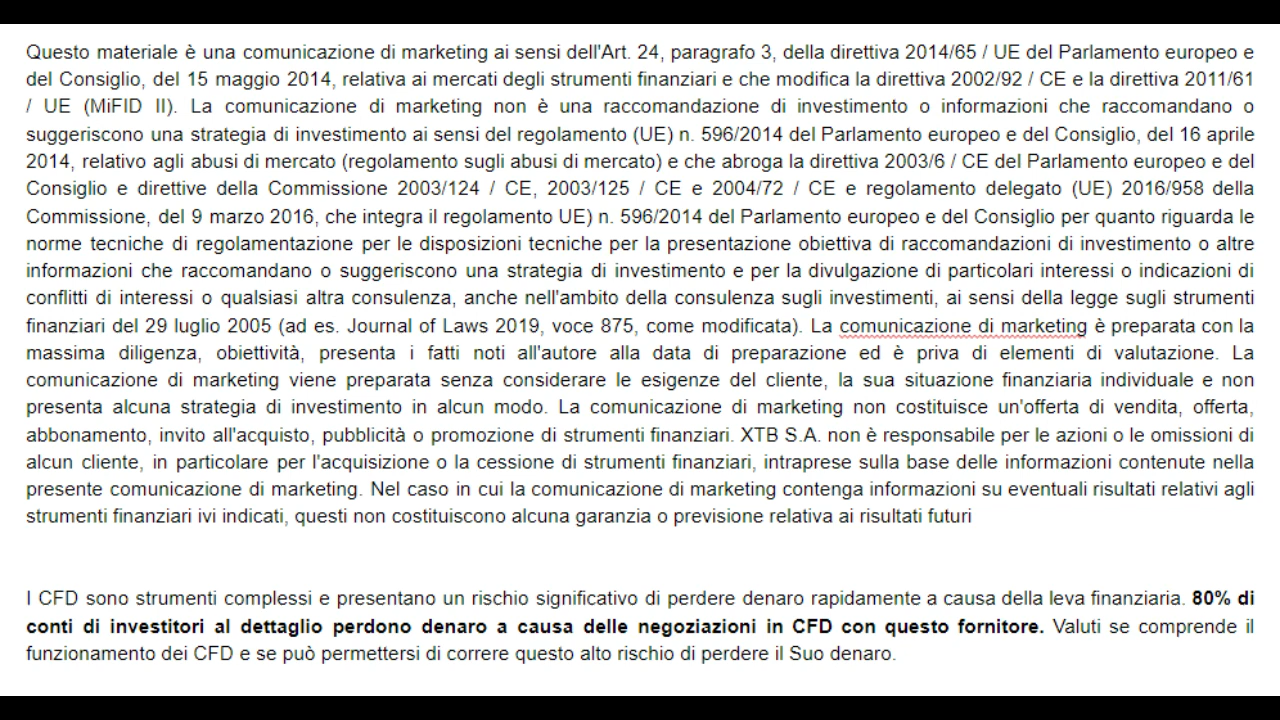 Questo materiale è una comunicazione di marketing ai sensi dell'Art. 24, paragrafo 3, della direttiva 2014/65 / UE del Parlamento europeo e
del Consiglio, del 15 maggio 2014, relativa ai mercati degli strumenti finanziari e che modifica la direttiva 2002/92 / CE e la direttiva 2011/61
/ UE (MiFID II). La comunicazione di marketing non è una raccomandazione di investimento o informazioni che raccomandano o
suggeriscono una strategia di investimento ai sensi del regolamento (UE) n. 596/2014 del Parlamento europeo e del Consiglio, del 16 aprile
2014, relativo agli abusi di mercato (regolamento sugli abusi di mercato) e che abroga la direttiva 2003/6 / CE del Parlamento europeo e del
Consiglio e direttive della Commissione 2003/124 / CE, 2003/125 / CE e 2004/72 / CE e regolamento delegato (UE) 2016/958 della
Commissione, del 9 marzo 2016, che integra il regolamento UE) n. 596/2014 del Parlamento europeo e del Consiglio per quanto riguarda le
norme tecniche di regolamentazione per le disposizioni tecniche per la presentazione obiettiva di raccomandazioni di investimento o altre
informazioni che raccomandano o suggeriscono una strategia di investimento e per la divulgazione di particolari interessi o indicazioni di
conflitti di interessi o qualsiasi altra consulenza, anche nell'ambito della consulenza sugli investimenti, ai sensi della legge sugli strumenti
finanziari del 29 luglio 2005 (ad es. Journal of Laws 2019, voce 875, come modificata). La comunicazione di marketing è preparata con la
massima diligenza, obiettività, presenta i fatti noti all'autore alla data di preparazione ed è priva di elementi di valutazione. La
comunicazione di marketing viene preparata senza considerare le esigenze del cliente, la sua situazione finanziaria individuale e non
presenta alcuna strategia di investimento in alcun modo. La comunicazione di marketing non costituisce un'offerta di vendita, offerta,
abbonamento, invito all'acquisto, pubblicità o promozione di strumenti finanziari. XTB S.A. non è responsabile per le azioni o le omissioni di
alcun cliente, in particolare per l'acquisizione o la cessione di strumenti finanziari, intraprese sulla base delle informazioni contenute nella
presente comunicazione di marketing. Nel caso in cui la comunicazione di marketing contenga informazioni su eventuali risultati relativi agli
strumenti finanziari ivi indicati, questi non costituiscono alcuna garanzia o previsione relativa ai risultati futuri
I CFD sono strumenti complessi e presentano un rischio significativo di perdere denaro rapidamente a causa della leva finanziaria. 80% di
conti di investitori al dettaglio perdono denaro a causa delle negoziazioni in CFD con questo fornitore. Valuti se comprende il
funzionamento dei CFD e se può permettersi di correre questo alto rischio di perdere il Suo denaro.